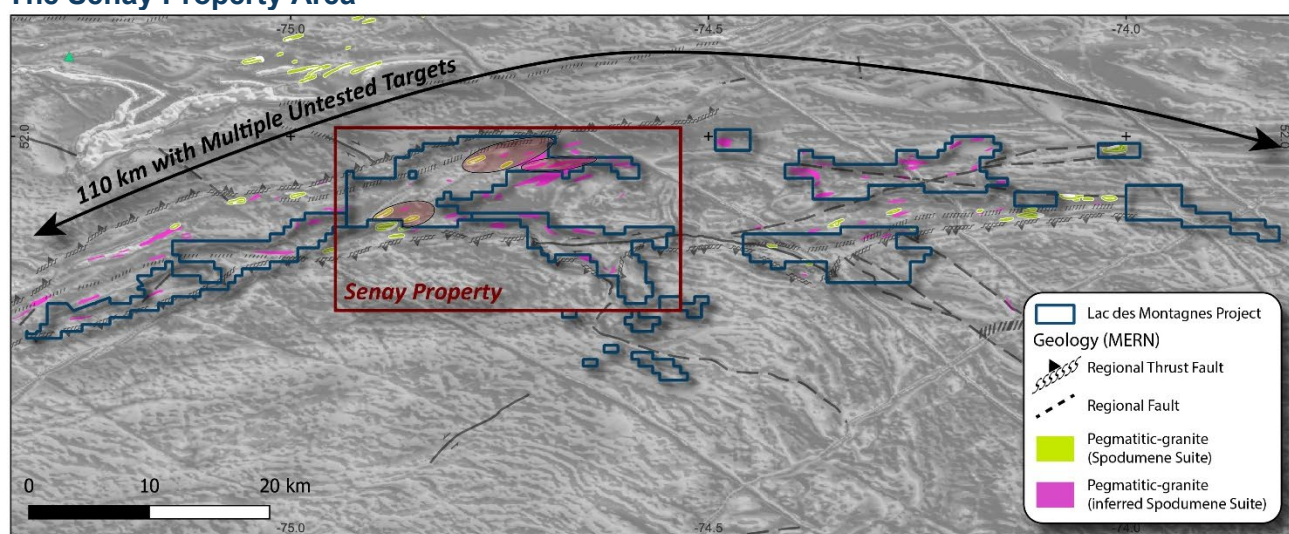 The Senay Property Area
-75.0
-74.5
-74.0
110 km with Multiple Untested Targets
52.0
52.0
Senay Property
Lac des Montagnes Project
Geology (MERN)
Regional Thrust Fault
Regional Fault
Pegmatitic-granite
(Spodumene Suite)
Pegmatitic-granite
(inferred Spodumene Suite)
0
10
20 km
-75.0
-74.5
-74.0